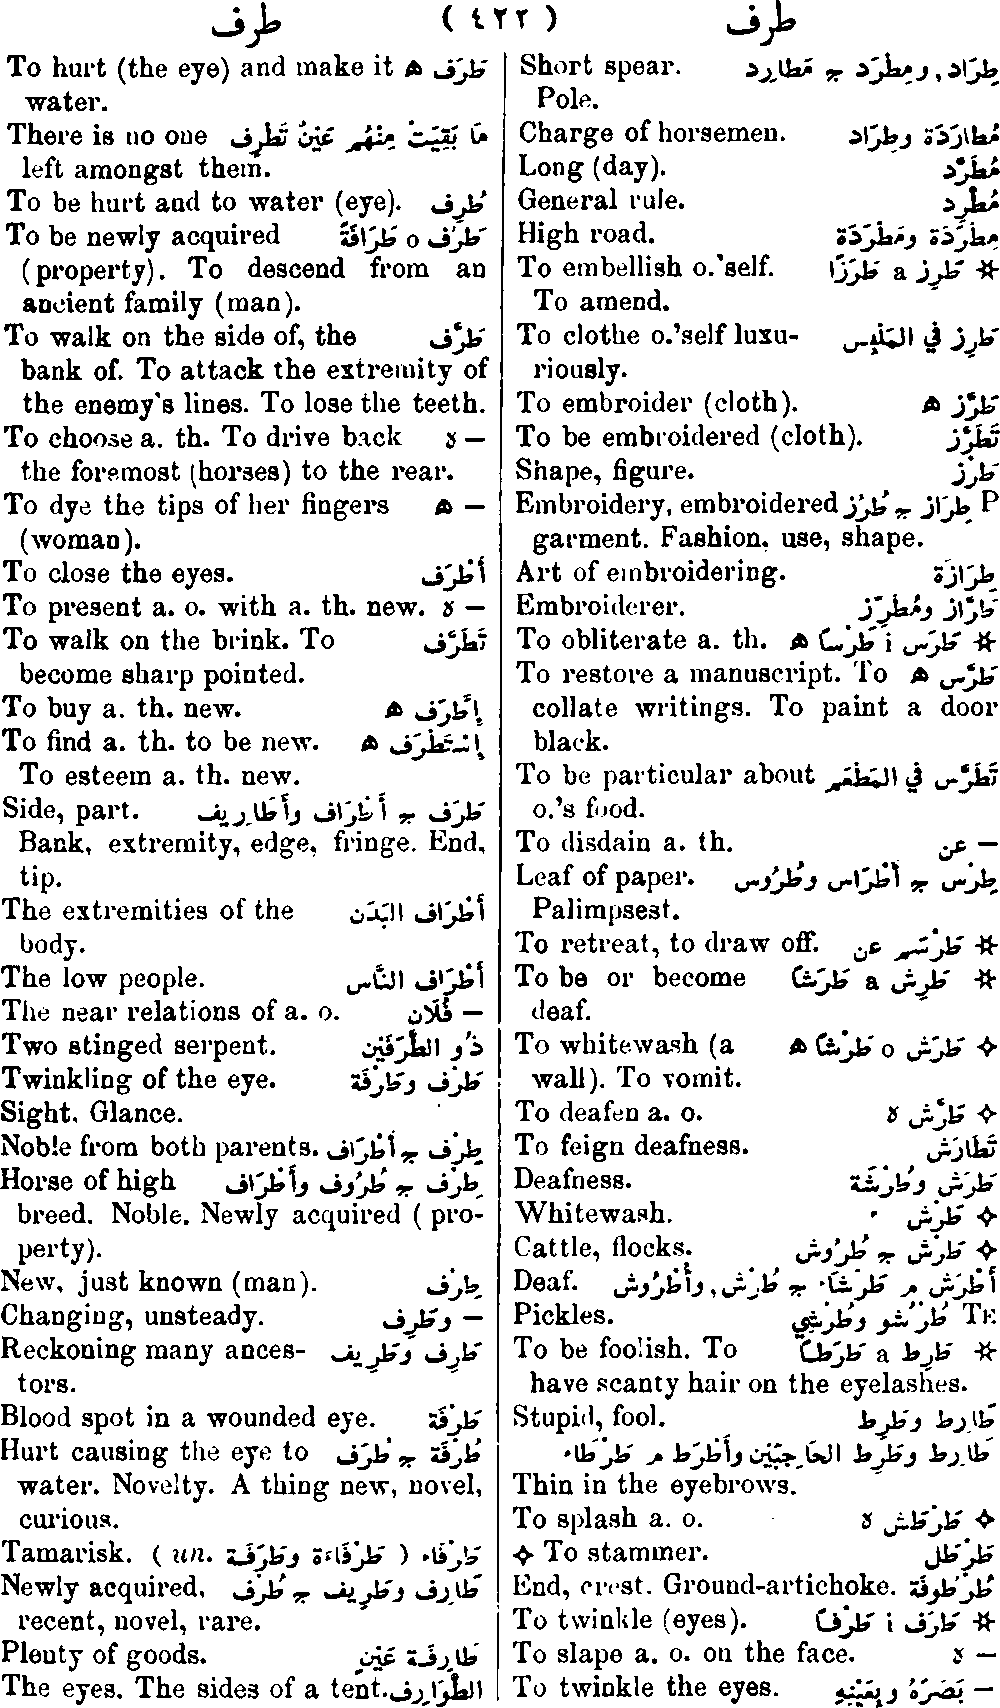 طرف ( ٤٢٢ ) طرف
Short spear. طِرَاد, ومِطْرَد ج مَطَارِد
Pole.
Charge of horsemen. مُطَارَدَة وطِرَاد
Long (day). مُطَرَّد
General rule. مُطَّرِد
High road. مِطْرَدَة ومَطْرَدَة
To embellish o.'self. ☆ طَرِز a طَرَزًا
To amend.
To clothe o.'self luxu- طَرِز في المَلْبِس
riously.
To embroider (cloth). طَرَّز ه
To be embroidered (cloth). تَطَرَّز
Shape, figure. طَرْز
Embroidery, embroidered P طِرَاز ج طُرُز
garment. Fashion, use, shape.
Art of embroidering. طِرَازَة
Embroiderer. طَرَّاز ومُطَرِّز
To obliterate a. th. ☆ طَرَس i طَرْسًا ه
To restore a manuscript. To طَرَّس ه
collate writings. To paint a door
black.
To be particular about تَطَرَّس في المَطْعَم
o.'s food.
To disdain a. th. — عن
Leaf of paper. طِرْس ج أَطْرَاس وطُرُوس
Palimpsest.
To retreat, to draw off. ☆ طَرْسَم عن
To be or become ☆ طَرِش a طَرَشًا
deaf.
To whitewash (a ✧ طَرَش o طَرْشًا ه
wall). To vomit.
To deafen a. o. ✧ طَرَّش لا
To feign deafness. تَطَارَش
Deafness. طَرَش وطُرْشَة
Whitewash. ✧ طَرْش
Cattle, flocks. ✧ طَرْش ج طُرُوش
Deaf. أَطْرَش م طَرْشَاء ج طُرْش, وأُطْرُوش
Pickles. TE طُرْشُو وطُرْشِي
To be foolish. To ☆ طَرِط a طَرَطًا
have scanty hair on the eyelashes.
Stupid, fool. طَارِط وطَرِط
طَارِط وطَرِط الحَاجِبَيْن وأَطْرَط م طَرْطَاء
Thin in the eyebrows.
To splash a. o. ✧ طَرْطَش لا
✧ To stammer. طَرْطَل
End, crest. Ground-artichoke. طُرْطُوفَة
To twinkle (eyes). ☆ طَرَف i طَرْفًا
To slape a. o. on the face. — لا
To twinkle the eyes. — بَصَرَهُ وبِعَيْنِهِ
To hurt (the eye) and make it طَرَف ه
water.
There is no one مَا بَقِيَتْ مِنْهُم عَيْنٌ تَطْرِف
left amongst them.
To be hurt and to water (eye). طُرِف
To be newly acquired طَرُف o طَرَافَةً
(property). To descend from an
ancient family (man).
To walk on the side of, the طَرَّف
bank of. To attack the extremity of
the enemy's lines. To lose the teeth.
To choose a. th. To drive back — لا
the foremost (horses) to the rear.
To dye the tips of her fingers — ه
(woman).
To close the eyes. أَطْرَف
To present a. o. with a. th. new. — لا
To walk on the brink. To تَطَرَّف
become sharp pointed.
To buy a. th. new. إِطَّرَف ه
To find a. th. to be new. إِسْتَطْرَف ه
To esteem a. th. new.
Side, part. طَرَف ج أَطْرَاف وأَطَارِيف
Bank, extremity, edge, fringe. End,
tip.
The extremities of the أَطْرَاف البَدَن
body.
The low people. أَطْرَاف النَّاس
The near relations of a. o. — فُلَان
Two stinged serpent. ذُو الطَّرَفَيْن
Twinkling of the eye. طَرْف وطَرْفَة
Sight. Glance.
Noble from both parents. طِرْف ج أَطْرَاف
Horse of high طِرْف ج طُرُوف وأَطْرَاف
breed. Noble. Newly acquired ( pro-
perty).
New, just known (man). طِرْف
Changing, unsteady. — وطَرِف
Reckoning many ances- طَرِف وطَرِيف
tors.
Blood spot in a wounded eye. طَرْفَة
Hurt causing the eye to طُرْفَة ج طُرَف
water. Novelty. A thing new, novel,
curious.
Tamarisk. ( un. طَرْفَاء ( طَرْفَاءَة وطَرَفَة
Newly acquired, طَارِف وطَرِيف ج طُرُف
recent, novel, rare.
Plenty of goods. طَارِفَة عَيْنٍ
The eyes. The sides of a tent. الطَّوَارِف